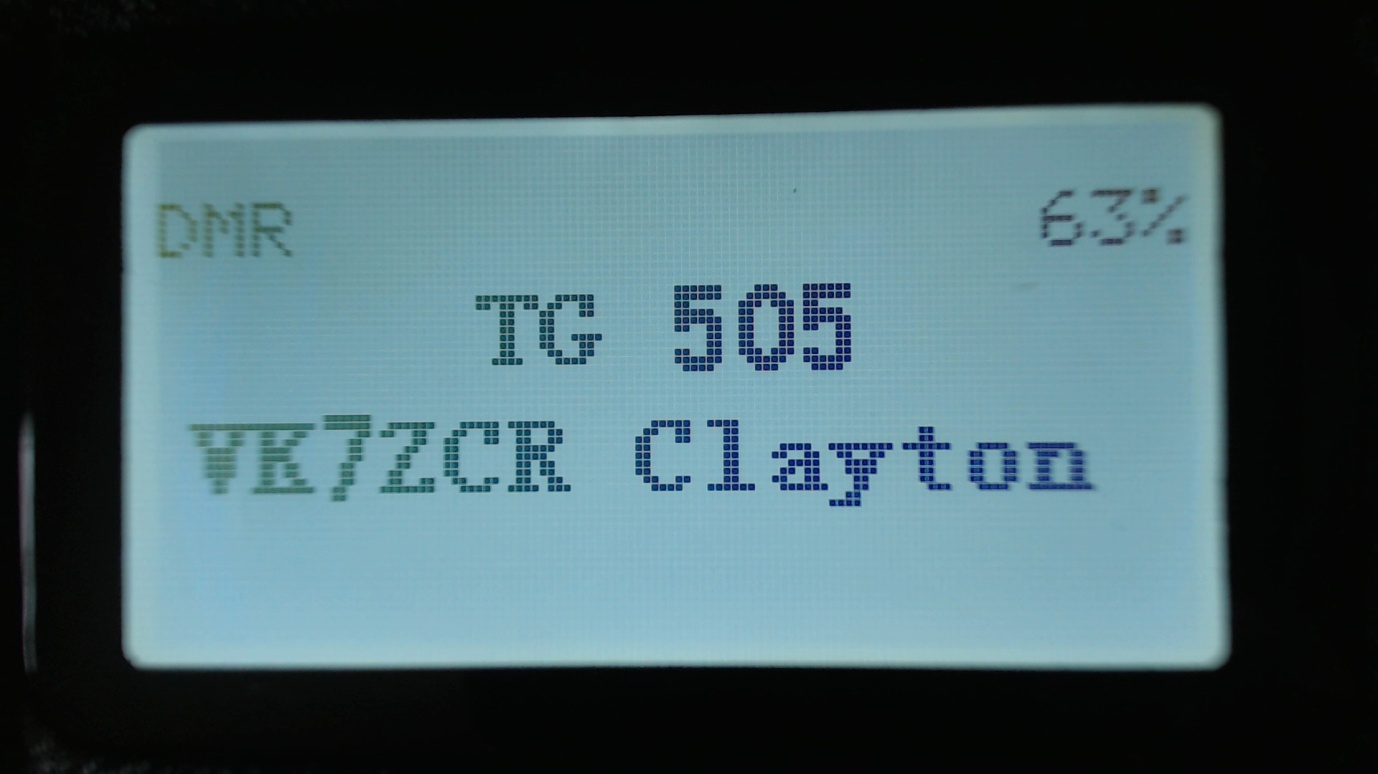 DMR 63%
TG 505
VK7ZCR Clayton